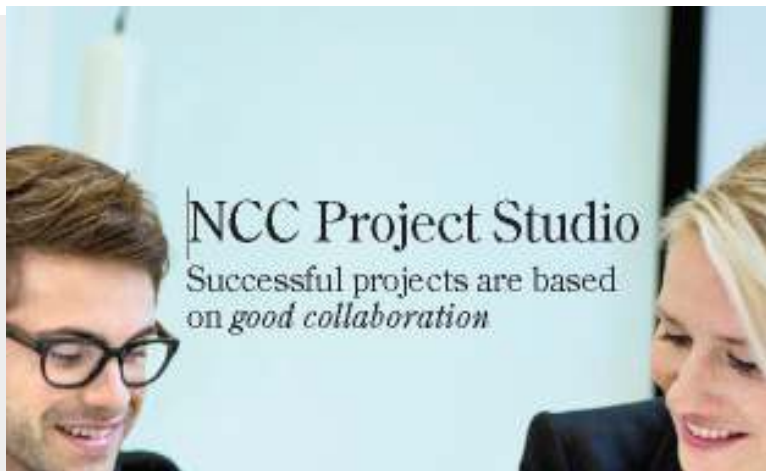 NCC Project Studio
Successful projects are based
on good collaboration